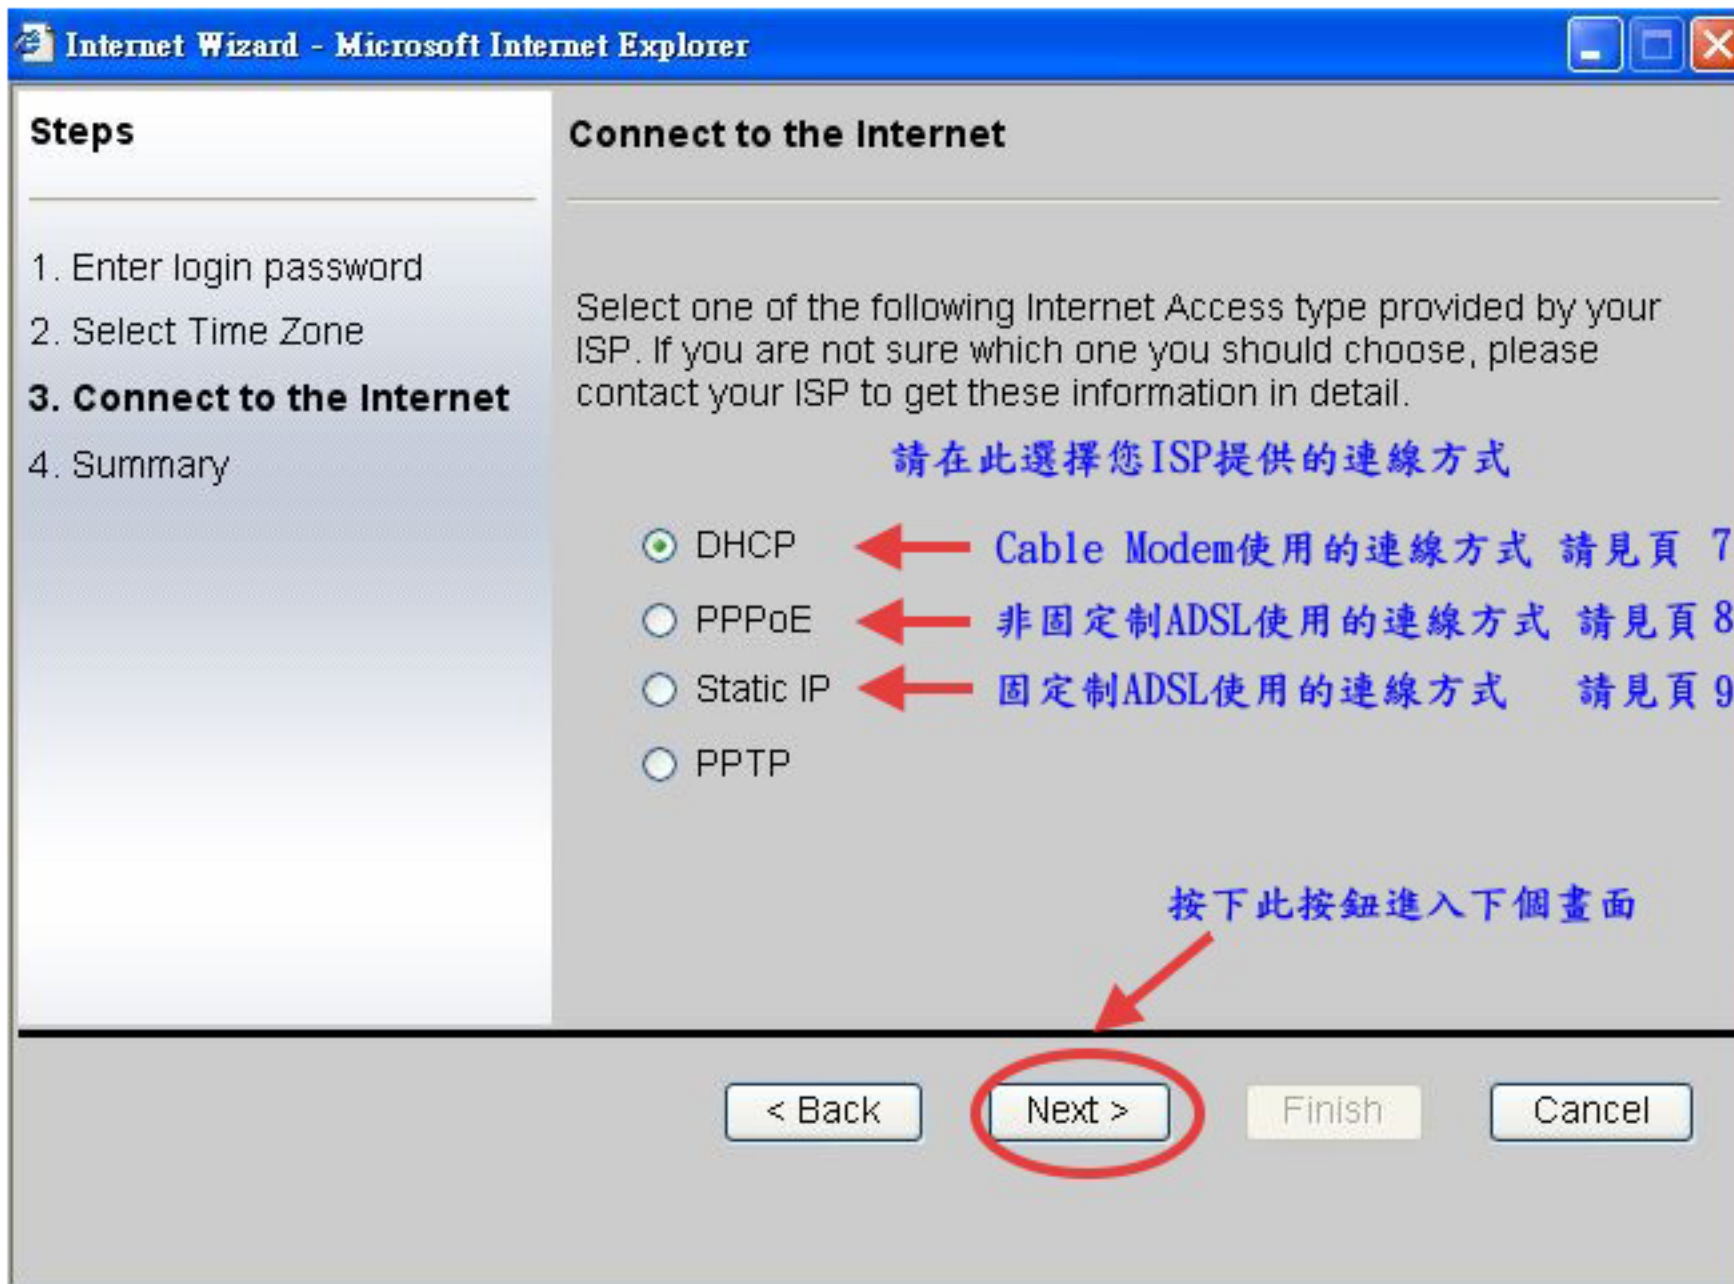 Internet Wizard - Microsoft Internet Explorer
Steps
1. Enter login password
2. Select Time Zone
3. Connect to the Internet
4. Summary
Connect to the Internet
Select one of the following Internet Access type provided by your
ISP. If you are not sure which one you should choose, please
contact your ISP to get these information in detail.
請在此選擇您ISP提供的連線方式
DHCP Cable Modem使用的連線方式 請見頁 7
PPPoE 非固定制ADSL使用的連線方式 請見頁 8
Static IP 固定制ADSL使用的連線方式 請見頁 9
PPTP
按下此按鈕進入下個畫面
< Back Next > Finish Cancel